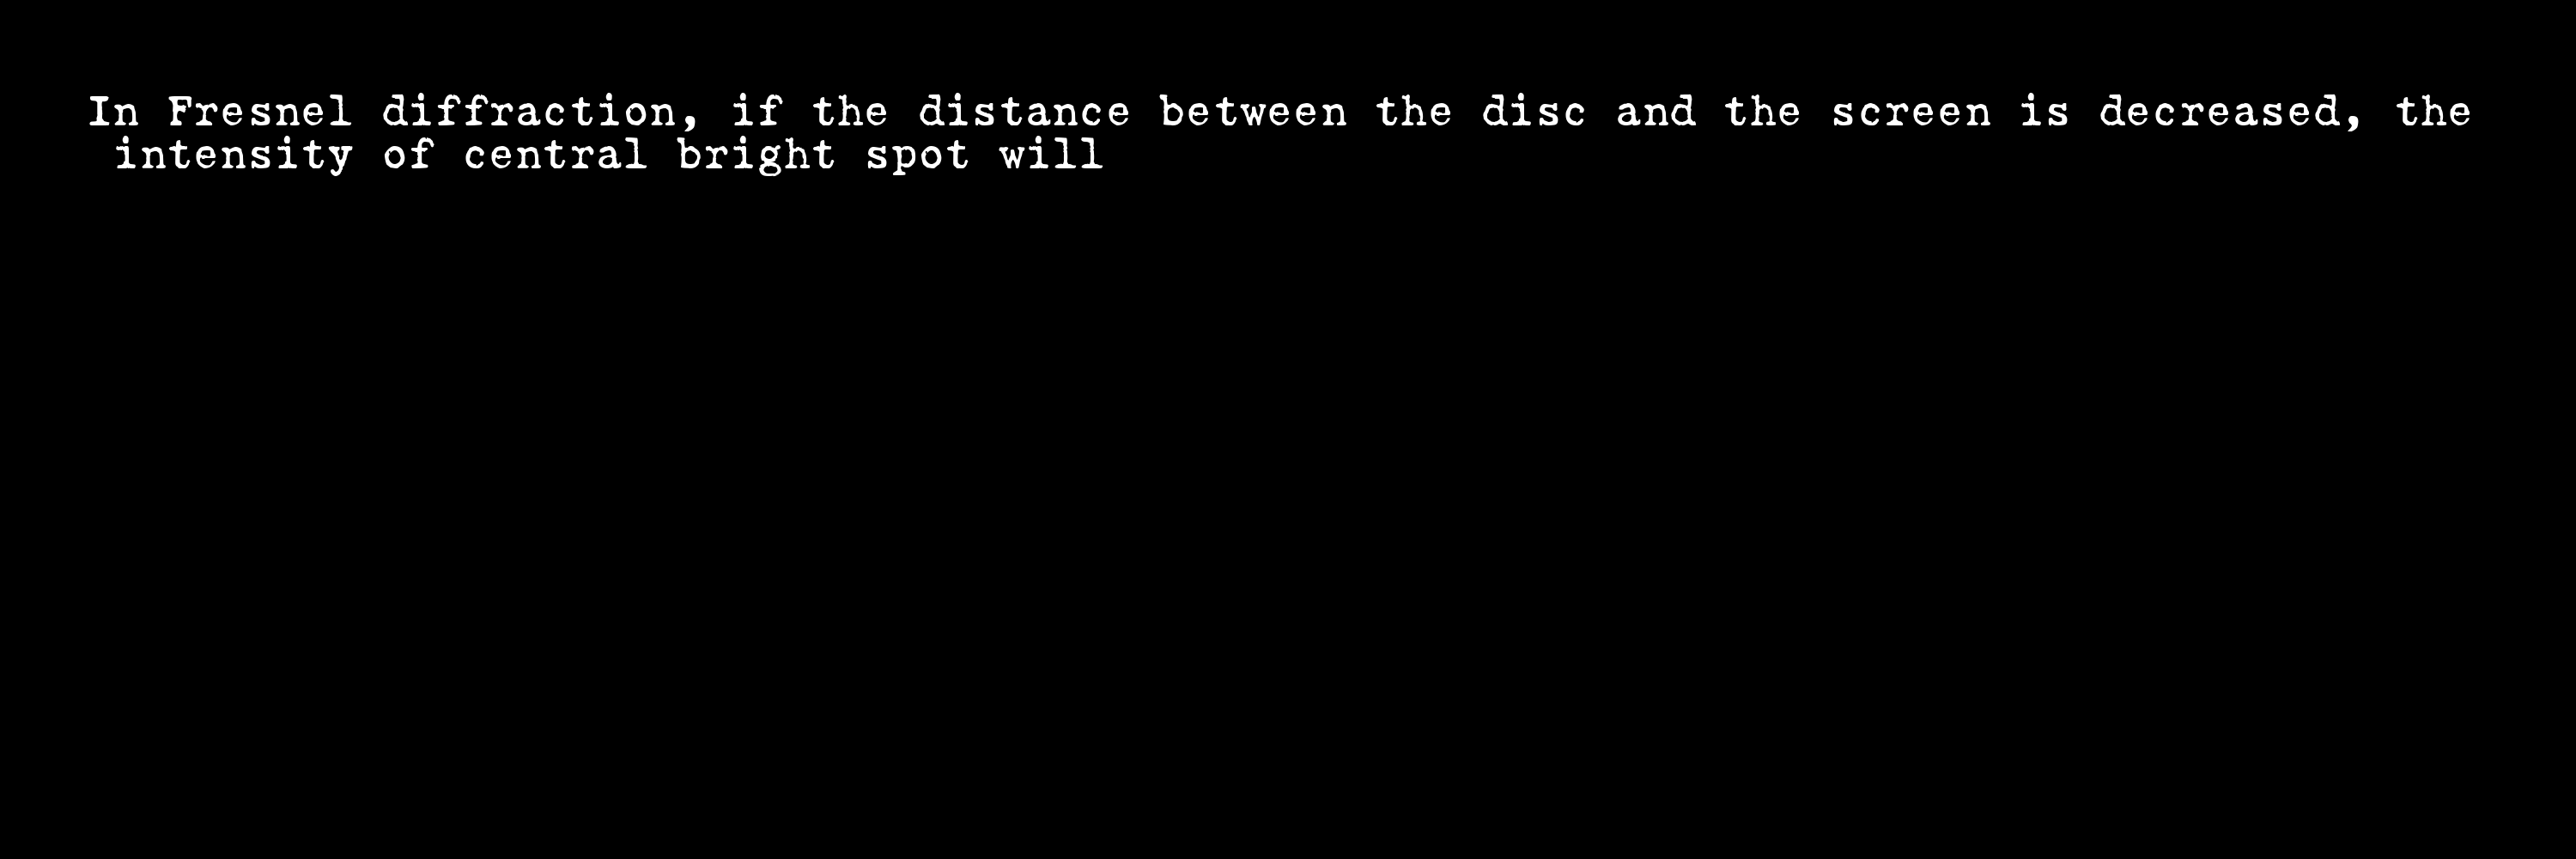 In Fresnel diffraction, if the distance between the disc and the screen is decreased, the
intensity of central bright spot will